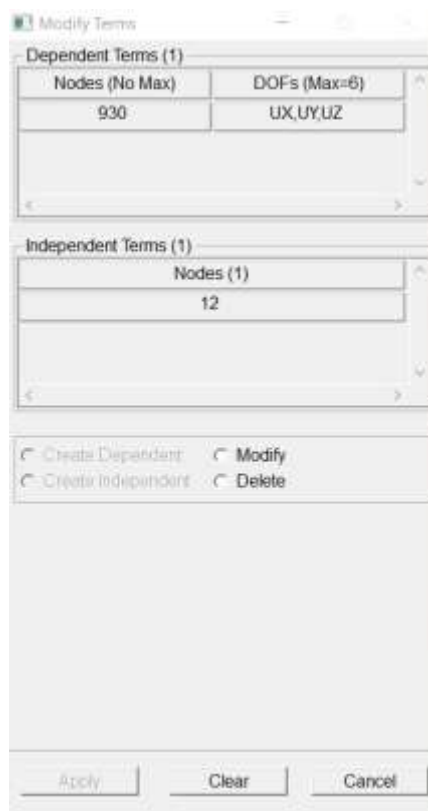 Modify Terms
Dependent Terms (1)
Nodes (No Max) DOFs (Max=6)
930 UX,UY,UZ
Independent Terms (1)
Nodes (1)
12
Create Dependent Modify
Create Independent Delete
Apply Clear Cancel